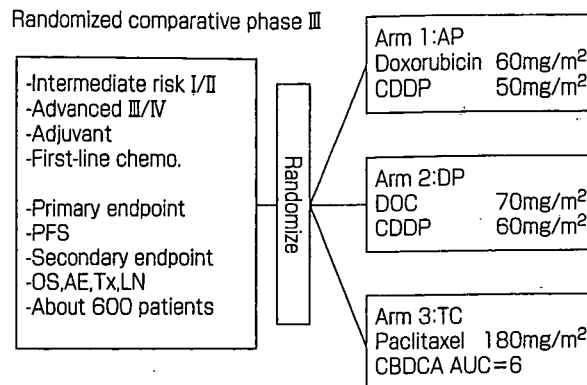 Randomized comparative phase Ⅲ
-Intermediate risk Ⅰ/Ⅱ
-Advanced Ⅲ/Ⅳ
-Adjuvant
-First-line chemo.
-Primary endpoint
-PFS
-Secondary endpoint
-OS,AE,Tx,LN
-About 600 patients
Randomize
Arm 1:AP
Doxorubicin 60mg/m²
CDDP 50mg/m²
Arm 2:DP
DOC 70mg/m²
CDDP 60mg/m²
Arm 3:TC
Paclitaxel 180mg/m²
CBDCA AUC=6